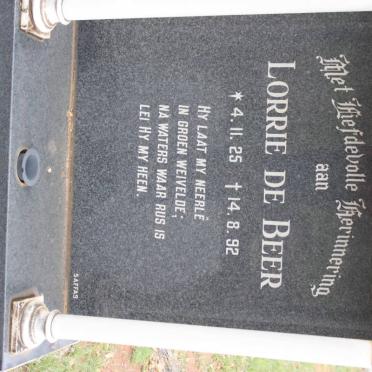 Met Liefdevolle Herinnering
aan
LORRIE DE BEER
* 4. 11. 25 † 14. 8. 92
HY LAAT MY NEERLÊ
IN GROEN WEIVELDE;
NA WATERS WAAR RUS IS
LEI HY MY HEEN.
SAFFAS